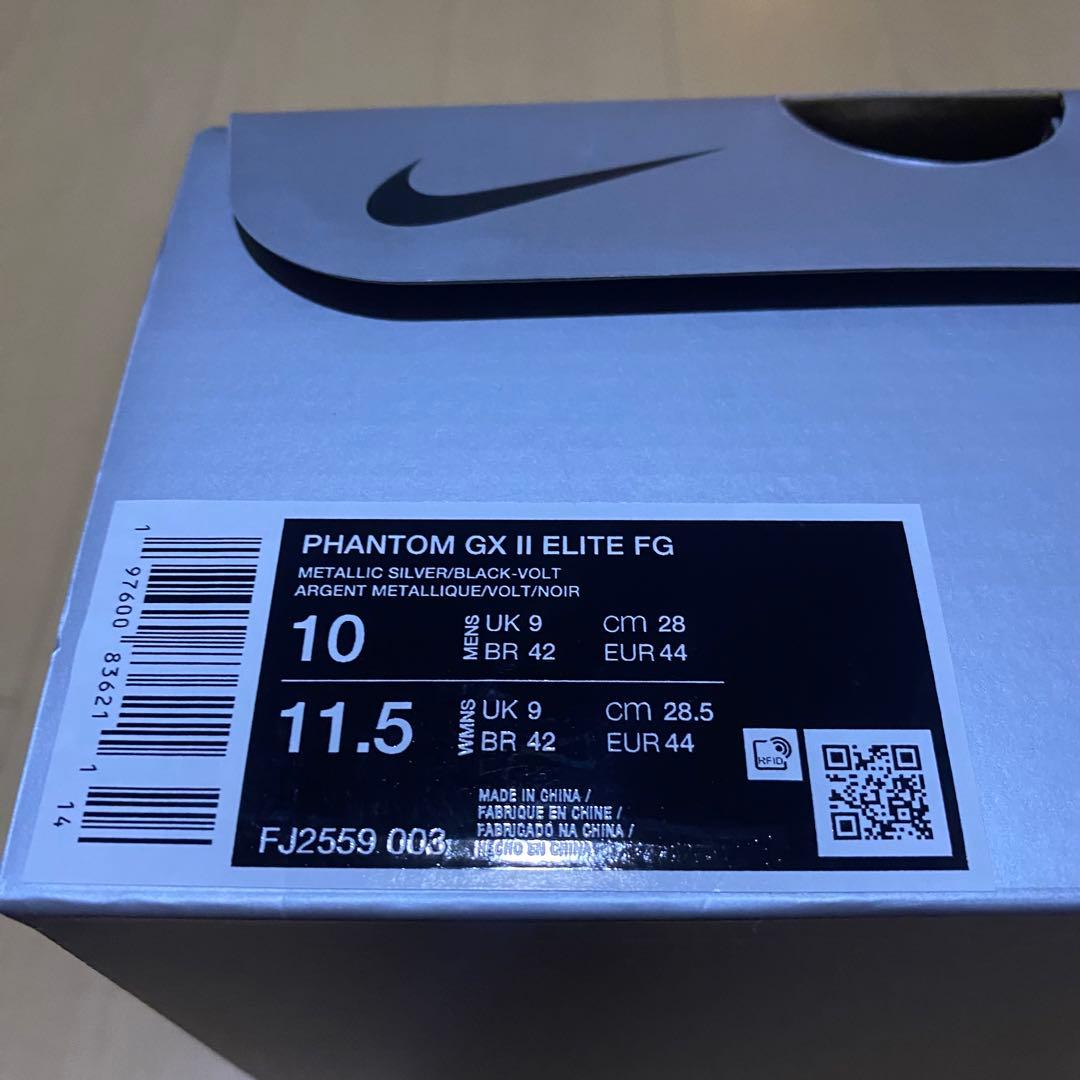 PHANTOM GX II ELITE FG
METALLIC SILVER/BLACK-VOLT
ARGENT METALLIQUE/VOLT/NOIR
10 MENS UK 9 cm 28
BR 42 EUR 44
11.5 WMNS UK 9 cm 28.5
BR 42 EUR 44
RFID
MADE IN CHINA /
FABRIQUE EN CHINE /
FABRIGADO NA CHINA /
HECHO EN CHINA
FJ2559 003
1 97600 83621 1 14